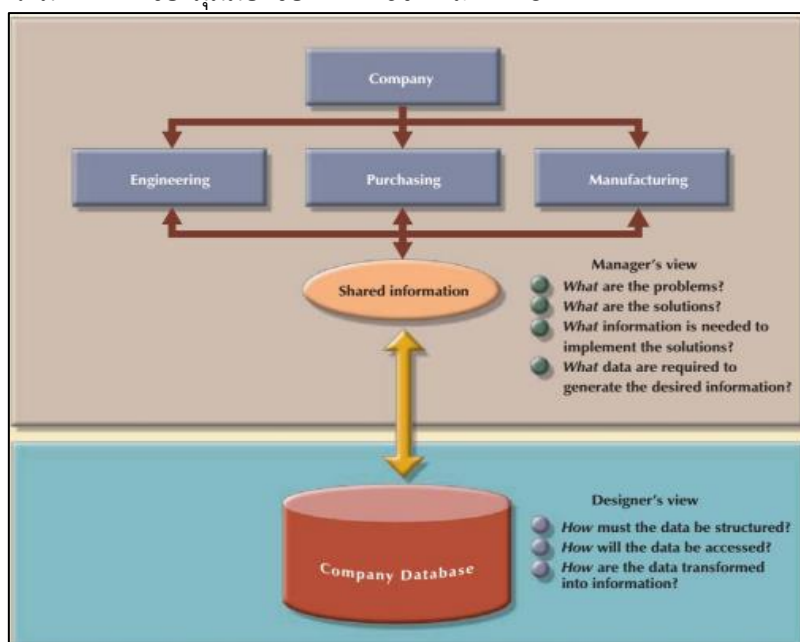 Company
Engineering
Purchasing
Manufacturing
Shared information
Manager's view
What are the problems?
What are the solutions?
What information is needed to
implement the solutions?
What data are required to
generate the desired information?
Company Database
Designer's view
How must the data be structured?
How will the data be accessed?
How are the data transformed
into information?